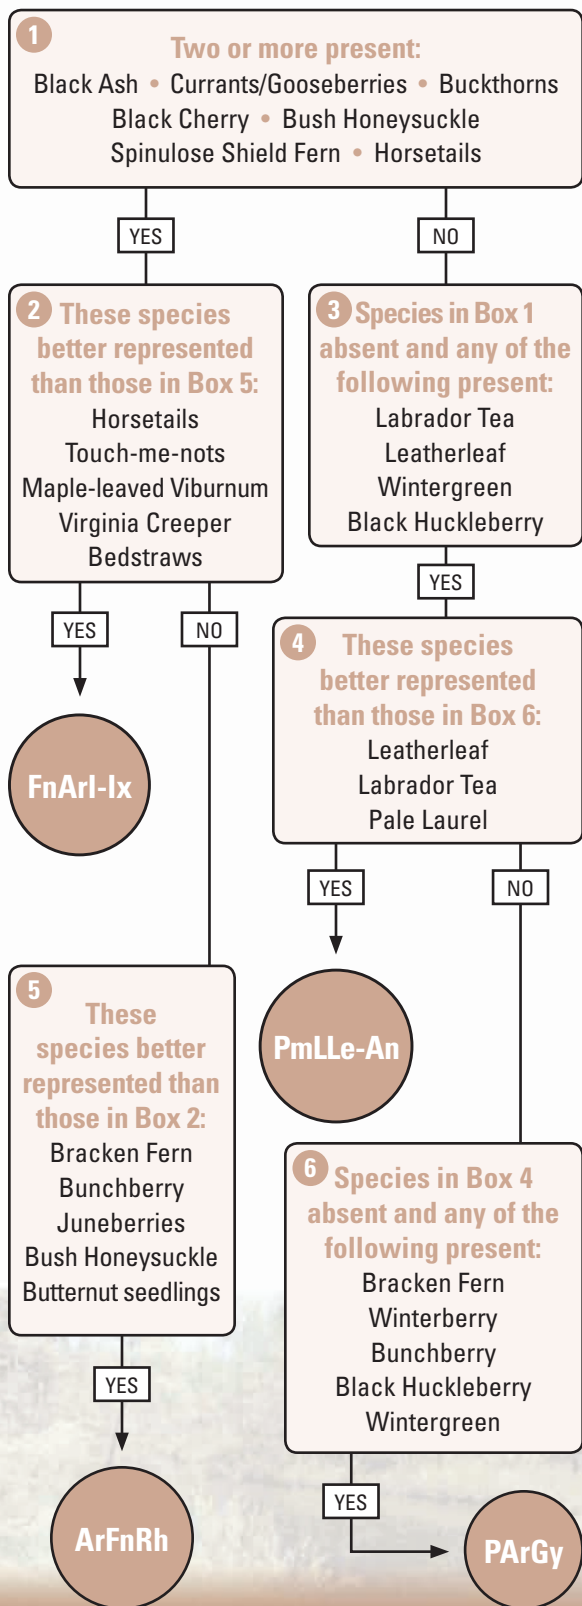 1
Two or more present:
Black Ash • Currants/Gooseberries • Buckthorns
Black Cherry • Bush Honeysuckle
Spinulose Shield Fern • Horsetails
YES
NO
2 These species
better represented
than those in Box 5:
Horsetails
Touch-me-nots
Maple-leaved Viburnum
Virginia Creeper
Bedstraws
YES
NO
FnArI-Ix
3 Species in Box 1
absent and any of the
following present:
Labrador Tea
Leatherleaf
Wintergreen
Black Huckleberry
YES
4 These species
better represented
than those in Box 6:
Leatherleaf
Labrador Tea
Pale Laurel
YES
NO
PmLLe-An
5
These
species better
represented than
those in Box 2:
Bracken Fern
Bunchberry
Juneberries
Bush Honeysuckle
Butternut seedlings
YES
ArFnRh
6 Species in Box 4
absent and any of the
following present:
Bracken Fern
Winterberry
Bunchberry
Black Huckleberry
Wintergreen
YES
PArGy